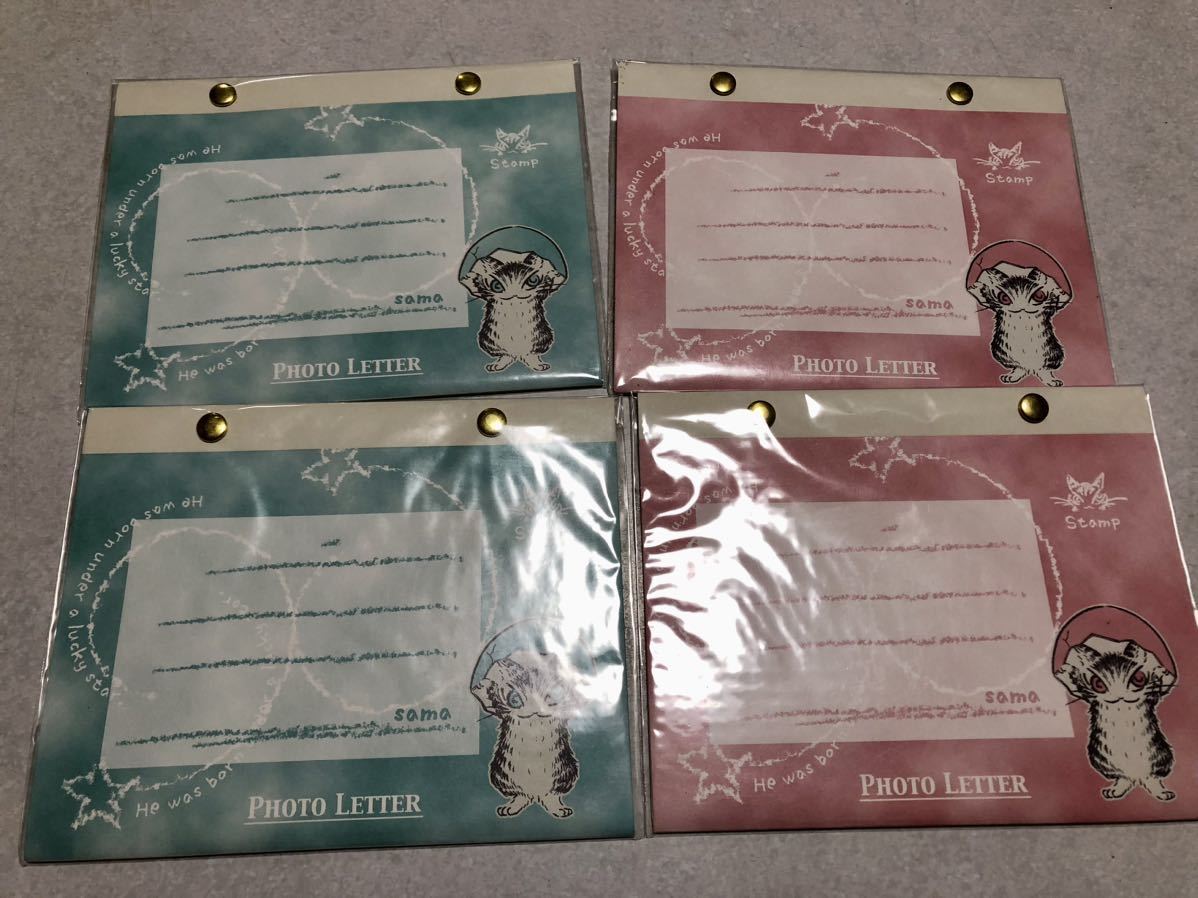 He was born under a lucky sta
Stamp
sama
He was bor
PHOTO LETTER
He was born under a lucky sta
Stamp
sama
He was bor
PHOTO LETTER
He was born under a lucky sta
sama
He was bor
PHOTO LETTER
Stamp
sama
He was born
PHOTO LETTER